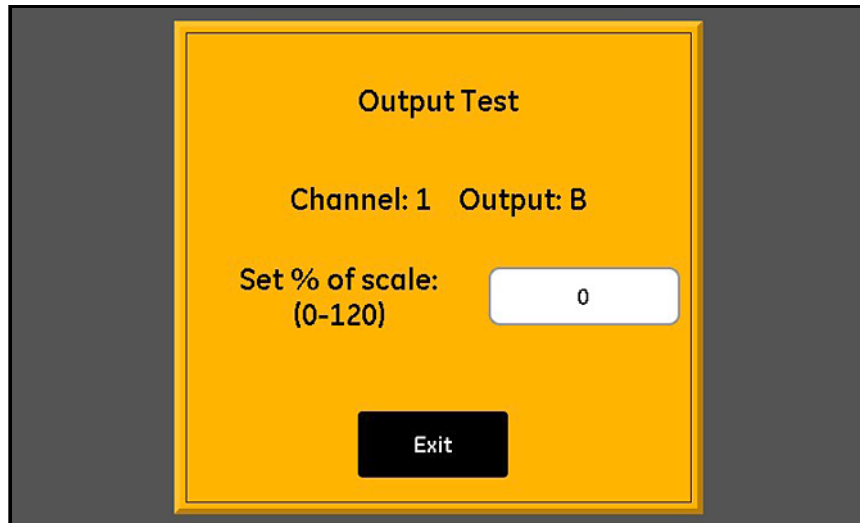 Output Test
Channel: 1 Output: B
Set % of scale:
(0-120)
0
Exit